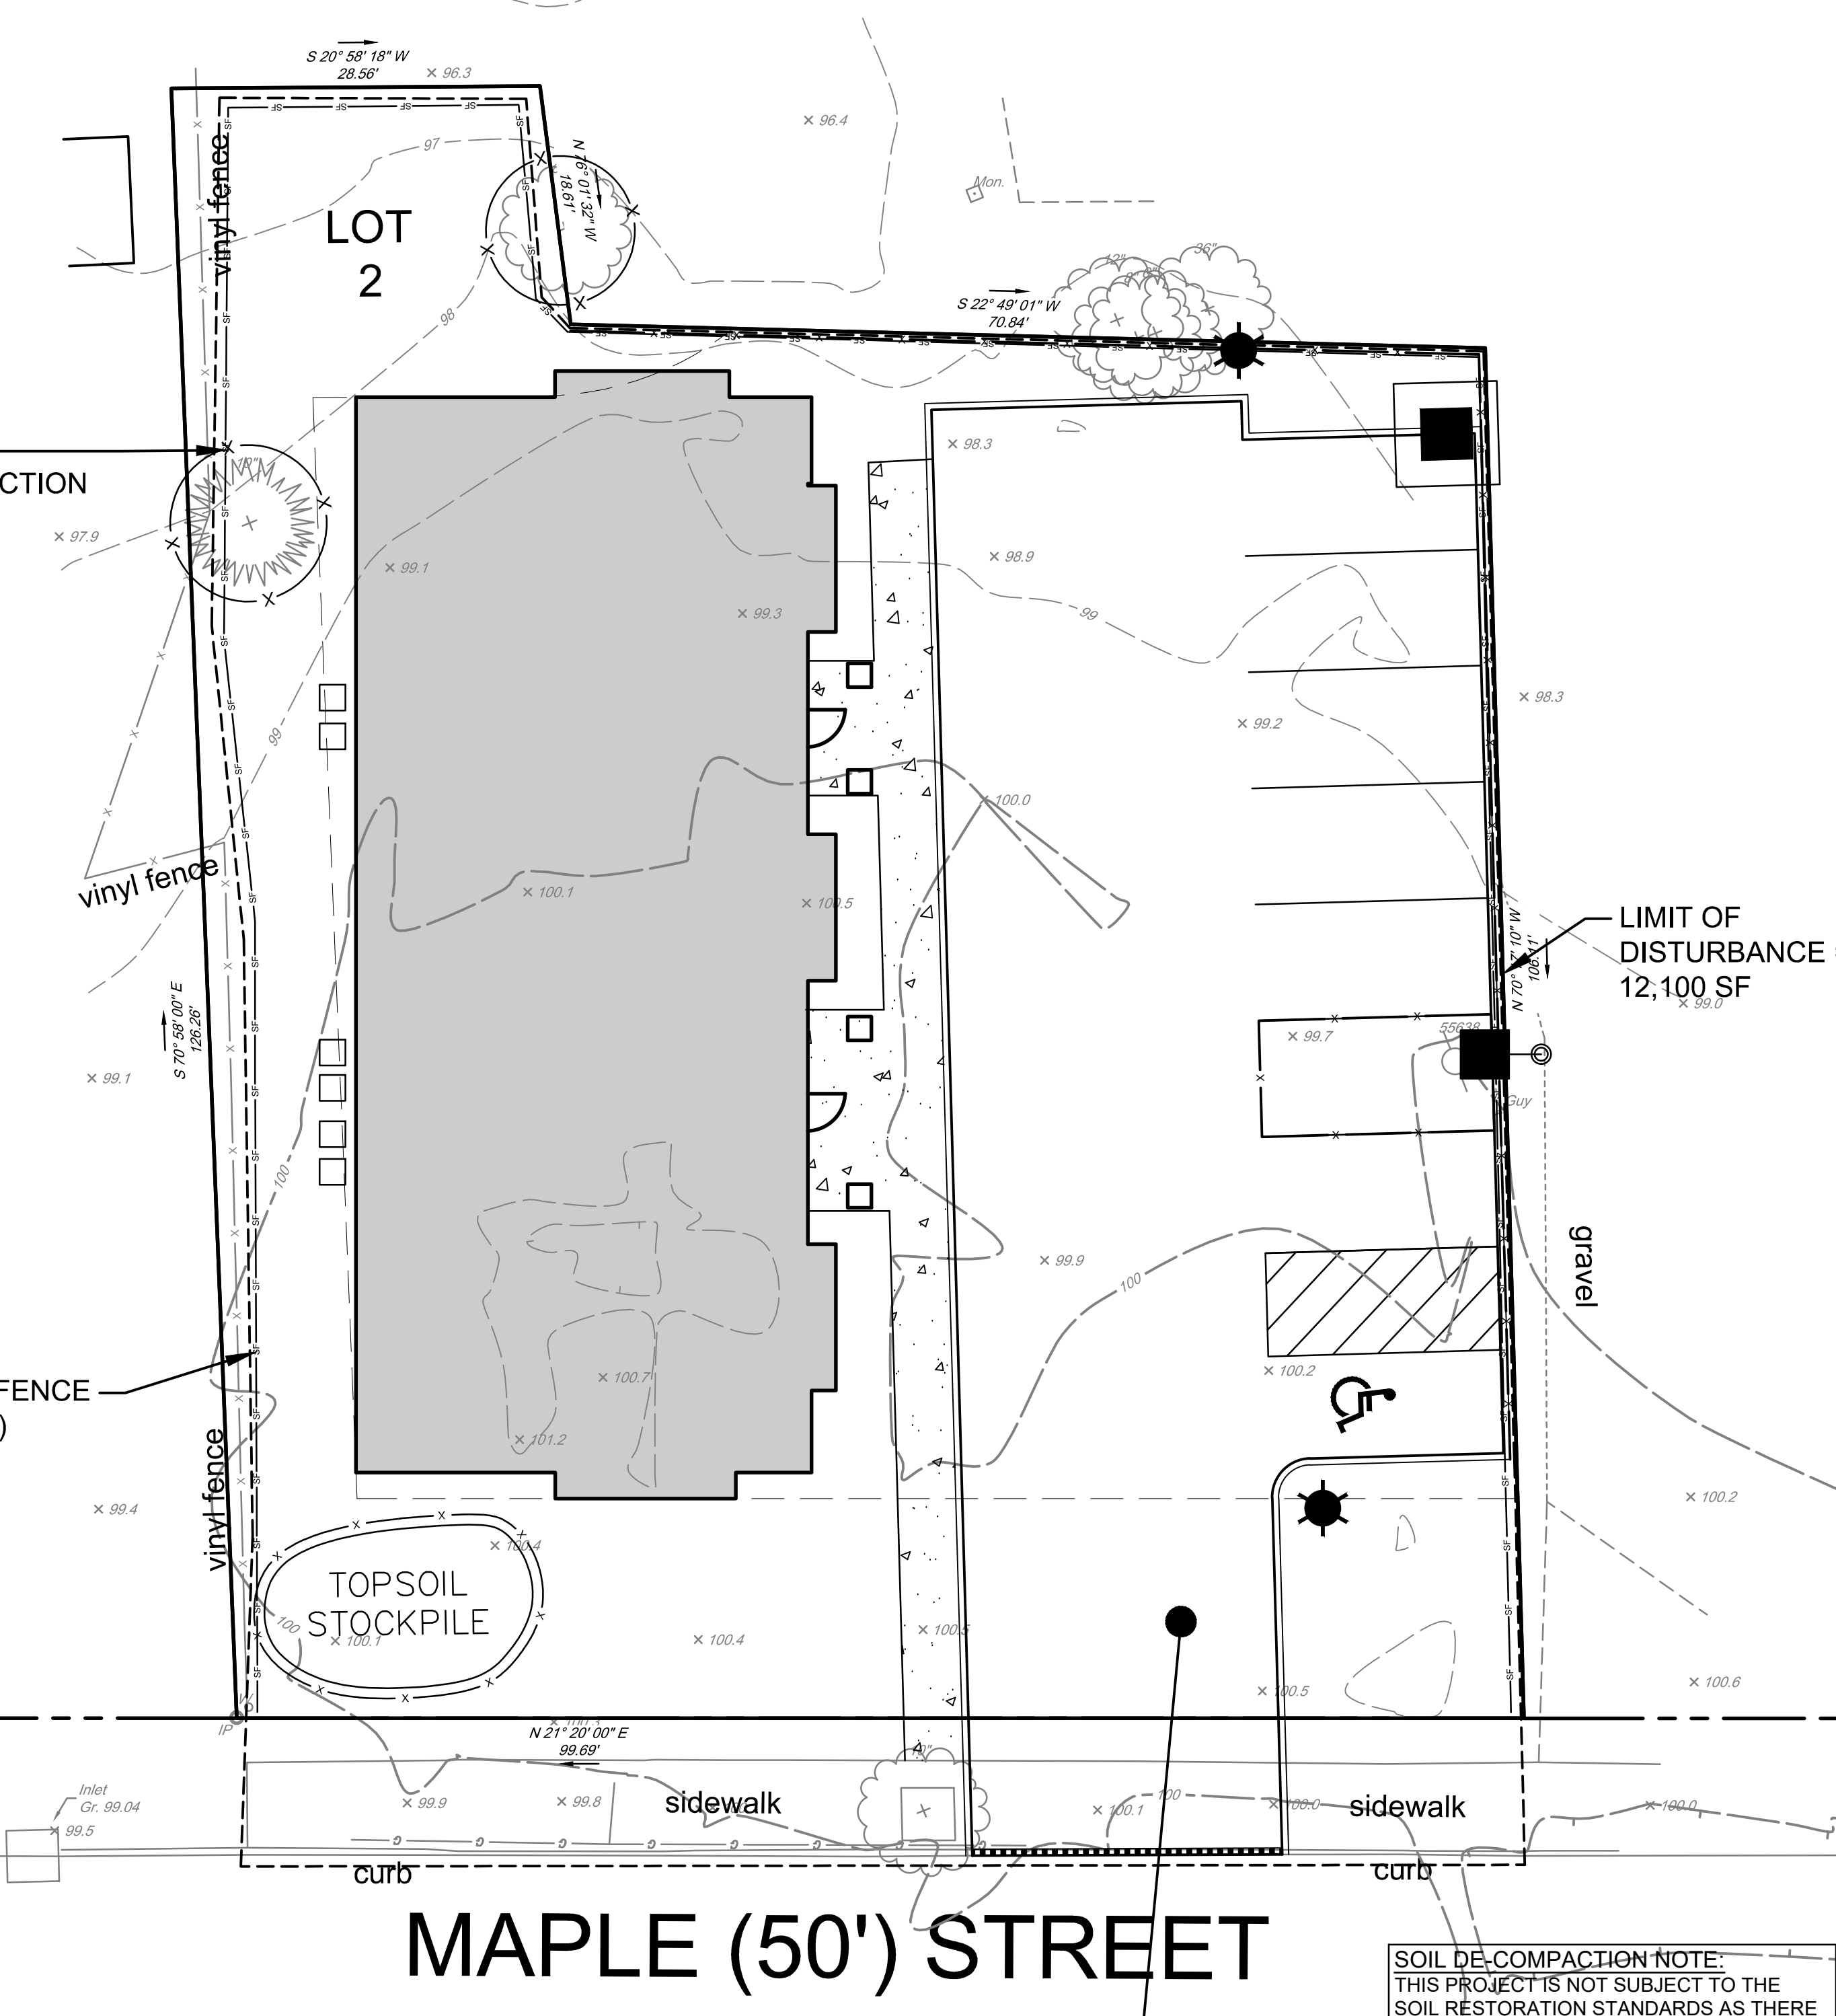 S 20° 58' 18" W
28.56'
96.3
96.4
97
N 76° 01' 32" W
18.61'
Mon.
vinyl fence
LOT
2
36"
12"
S 22° 49' 01" W
70.84'
98
98.3
10"
CTION
97.9
98.9
99.1
99.3
99
98.3
99.2
99
100.0
vinyl fence
100.1
100.5
LIMIT OF
DISTURBANCE
12,100 SF
N 70° 47' 10" W
106.11'
99.0
S 70° 58' 00" E
126.26'
99.1
99.7
55638
Guy
100
99.9
100
gravel
100.2
100.7
FENCE
)
101.2
vinyl fence
99.4
100.4
100.2
TOPSOIL
STOCKPILE
100
100.1
100.4
100.5
100.5
100.6
IP
100.3
N 21° 20' 00" E
99.69'
10"
Inlet
Gr. 99.04
99.5
99.9
99.8
sidewalk
100.1
100
100.0
sidewalk
100.0
curb
curb
MAPLE (50') STREET
SOIL DE-COMPACTION NOTE:
THIS PROJECT IS NOT SUBJECT TO THE
SOIL RESTORATION STANDARDS AS THERE